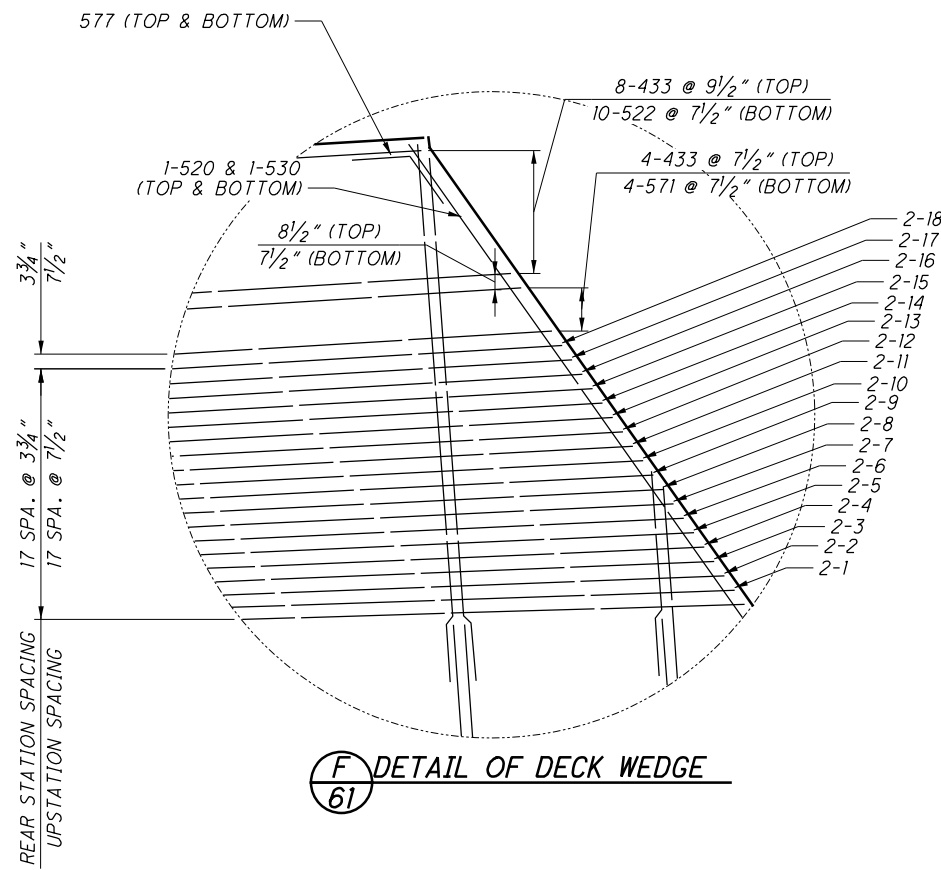 577 (TOP & BOTTOM)
8-433 @ 9½" (TOP)
10-522 @ 7½" (BOTTOM)
1-520 & 1-530
(TOP & BOTTOM)
4-433 @ 7½" (TOP)
4-571 @ 7½" (BOTTOM)
8½" (TOP)
7½" (BOTTOM)
2-18
2-17
2-16
2-15
2-14
2-13
2-12
2-11
2-10
2-9
2-8
2-7
2-6
2-5
2-4
2-3
2-2
2-1
3¾"
7½"
17 SPA. @ 3¾"
17 SPA. @ 7½"
REAR STATION SPACING
UPSTATION SPACING
F
61
DETAIL OF DECK WEDGE